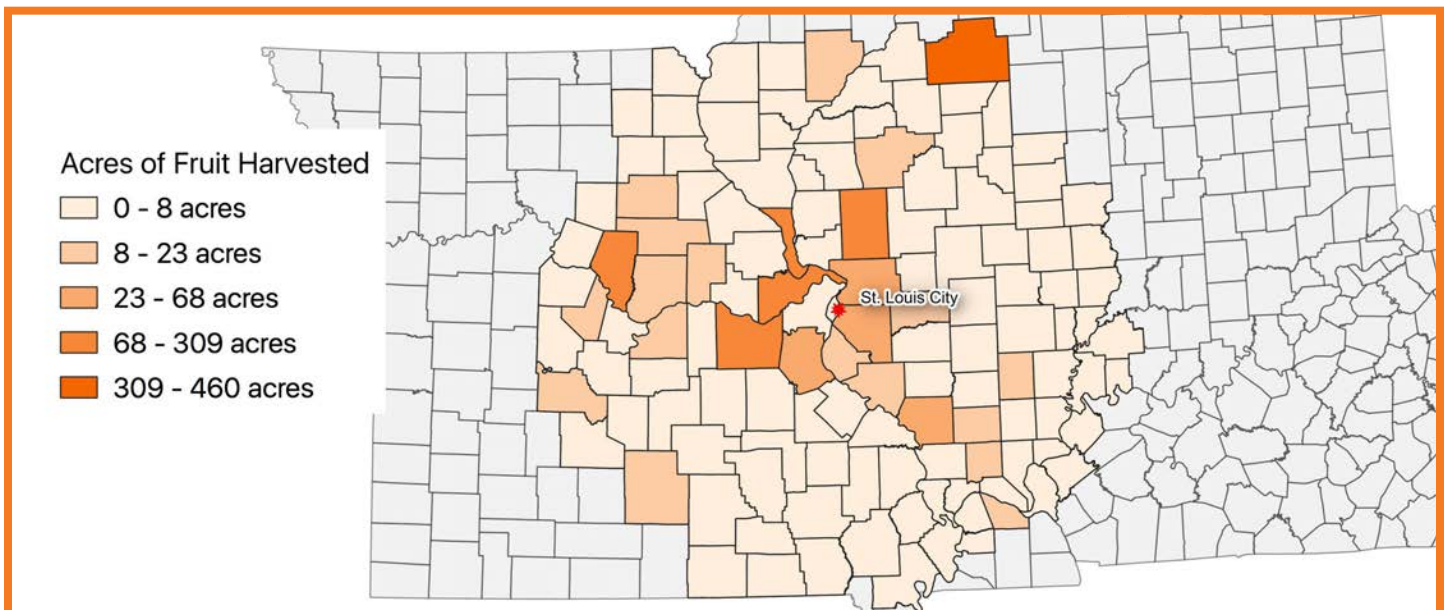 Acres of Fruit Harvested
0 - 8 acres
8 - 23 acres
23 - 68 acres
68 - 309 acres
309 - 460 acres
St. Louis City